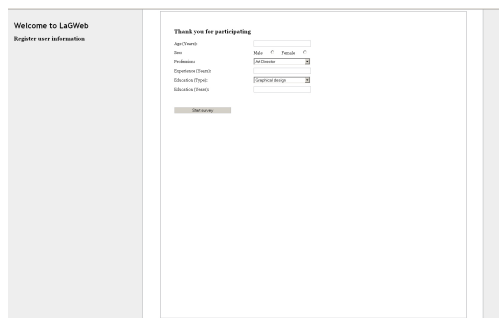 Welcome to LaGWeb
Register user information
Thank you for participating
Age (Years):
Sex: Male Female
Profession: Art Director
Experience (Years):
Education (Type): Graphical design
Education (Years):
Start survey